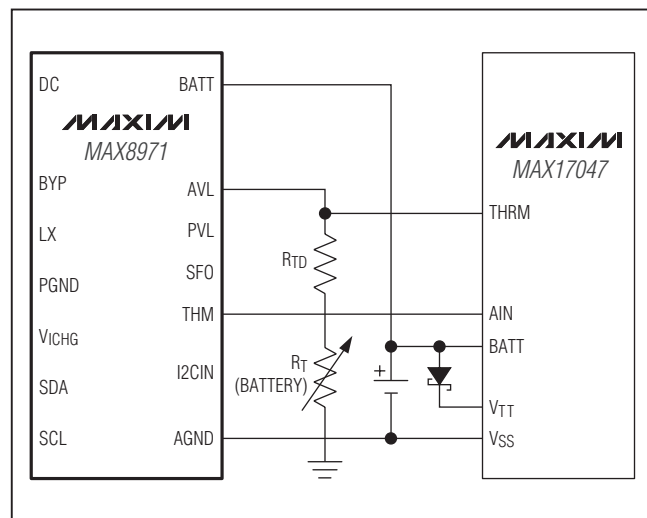 DC
BATT
MAXIM
MAX8971
BYP
AVL
LX
PVL
SFO
PGND
THM
VICHG
I2CIN
SDA
SCL
AGND
RTD
RT
(BATTERY)
+
MAXIM
MAX17047
THRM
AIN
BATT
VTT
VSS